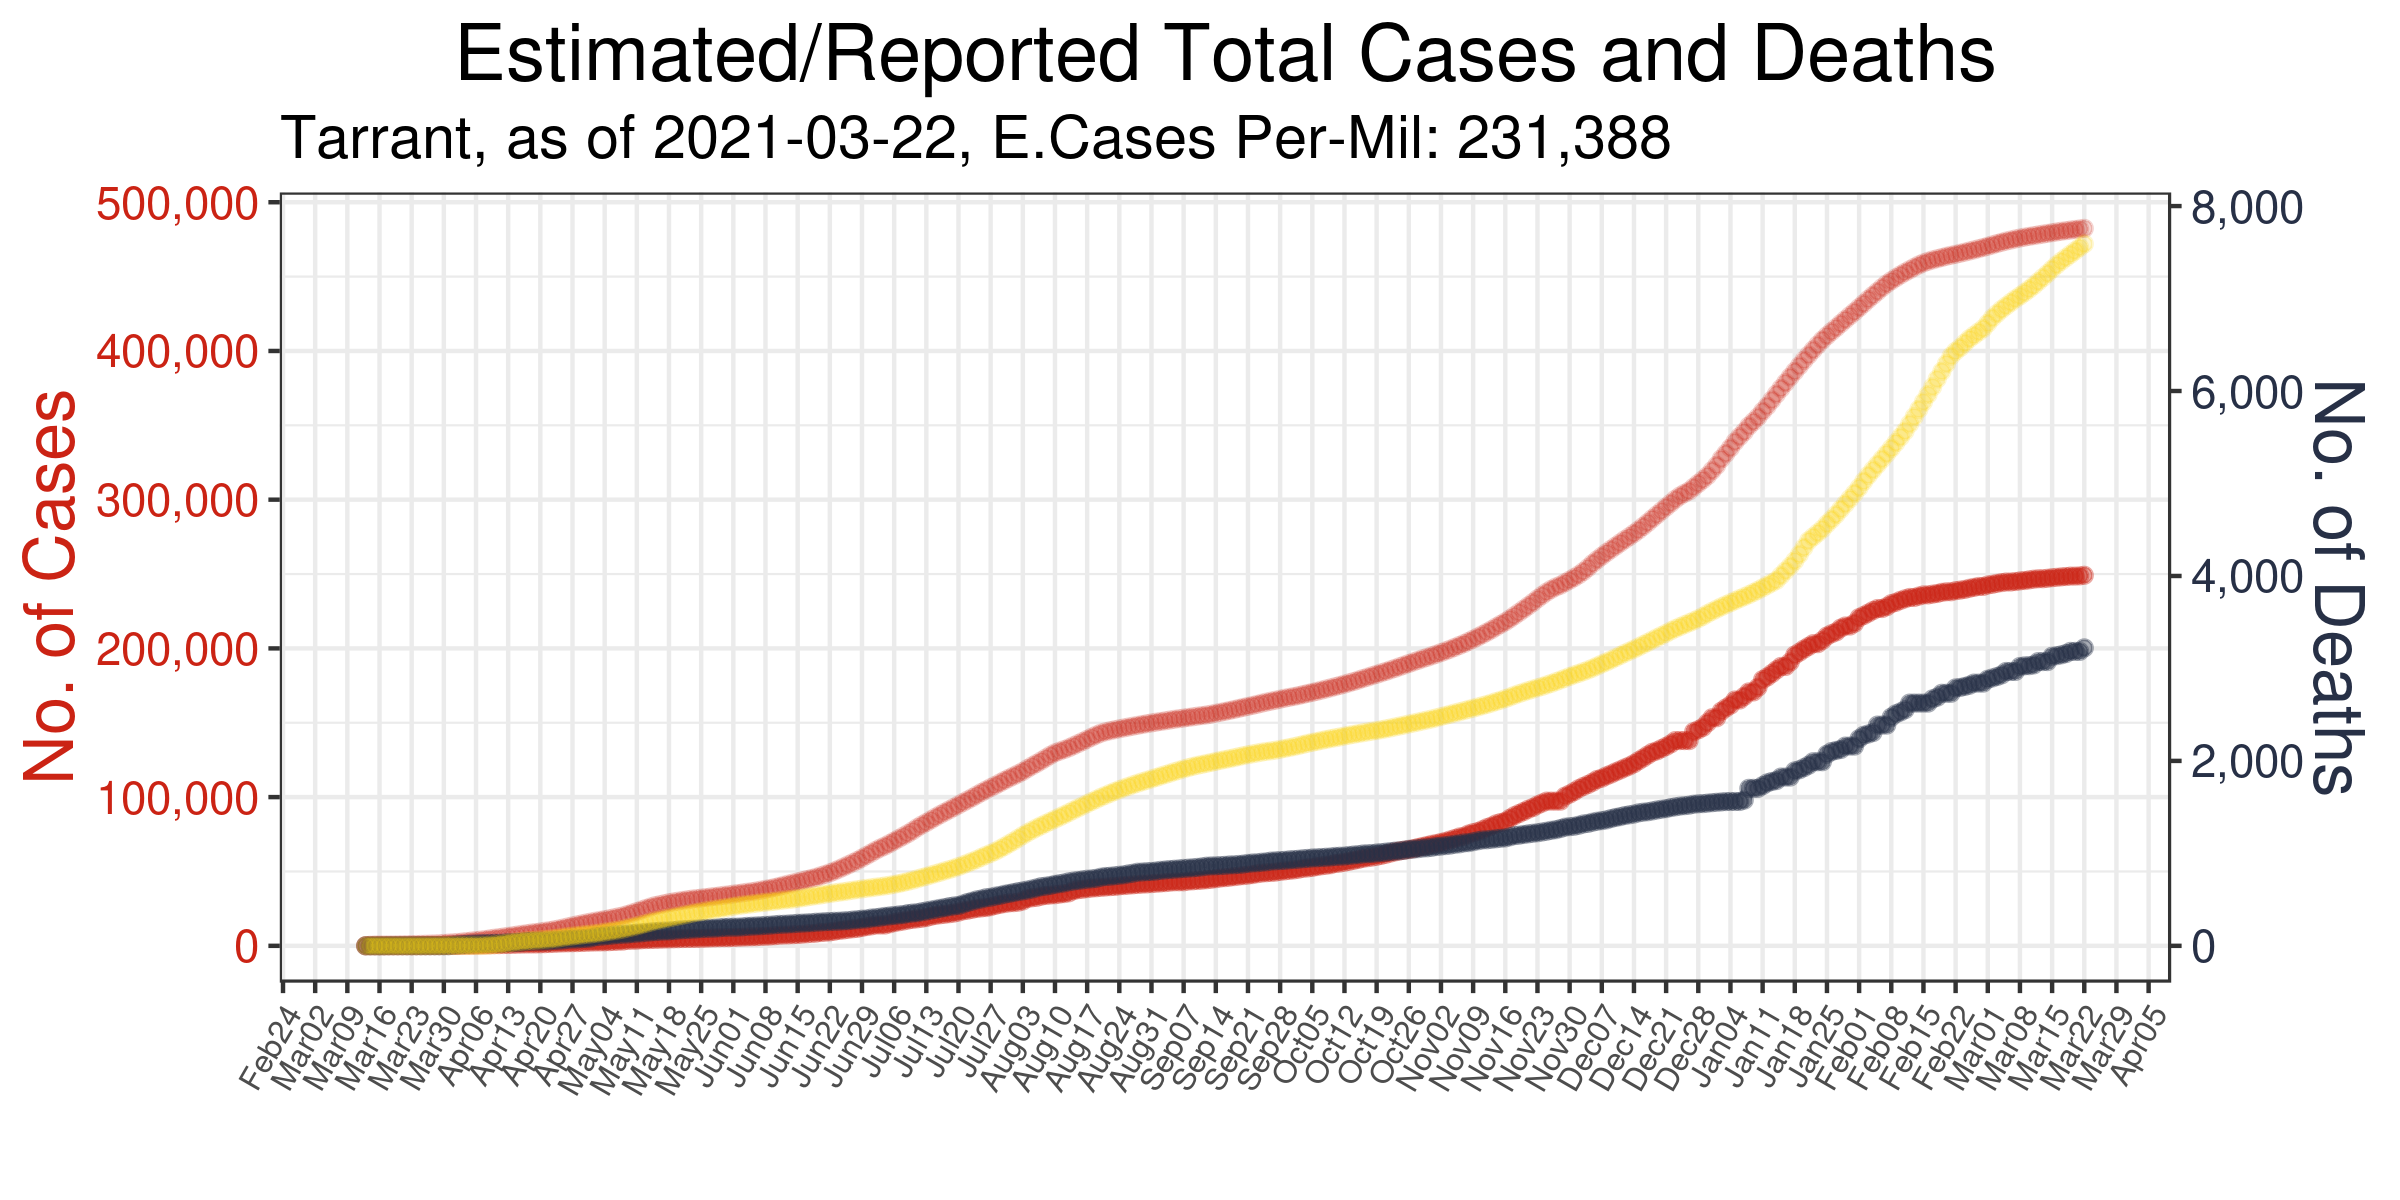 Estimated/Reported Total Cases and Deaths
Tarrant, as of 2021-03-22, E.Cases Per-Mil: 231,388
No. of Cases
500,000
400,000
300,000
200,000
100,000
0
8,000
6,000
4,000
2,000
0
No. of Deaths
Feb24
Mar02
Mar09
Mar16
Mar23
Mar30
Apr06
Apr13
Apr20
Apr27
May04
May11
May18
May25
Jun01
Jun08
Jun15
Jun22
Jun29
Jul06
Jul13
Jul20
Jul27
Aug03
Aug10
Aug17
Aug24
Aug31
Sep07
Sep14
Sep21
Sep28
Oct05
Oct12
Oct19
Oct26
Nov02
Nov09
Nov16
Nov23
Nov30
Dec07
Dec14
Dec21
Dec28
Jan04
Jan11
Jan18
Jan25
Feb01
Feb08
Feb15
Feb22
Mar01
Mar08
Mar15
Mar22
Mar29
Apr05